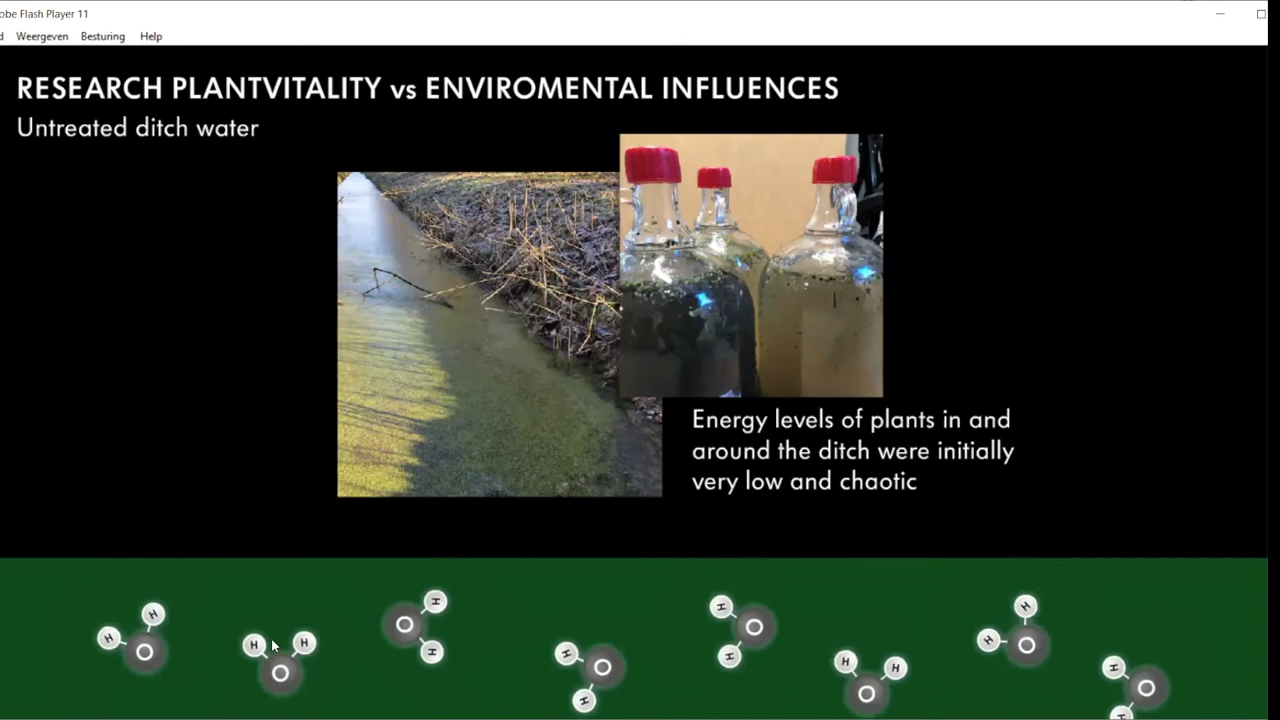 obe Flash Player 11
d Weergeven Besturing Help
RESEARCH PLANTVITALITY vs ENVIROMENTAL INFLUENCES
Untreated ditch water
Energy levels of plants in and
around the ditch were initially
very low and chaotic
H H O
H H O
O H H
H O H
H O H
H H O
H H O
H O H